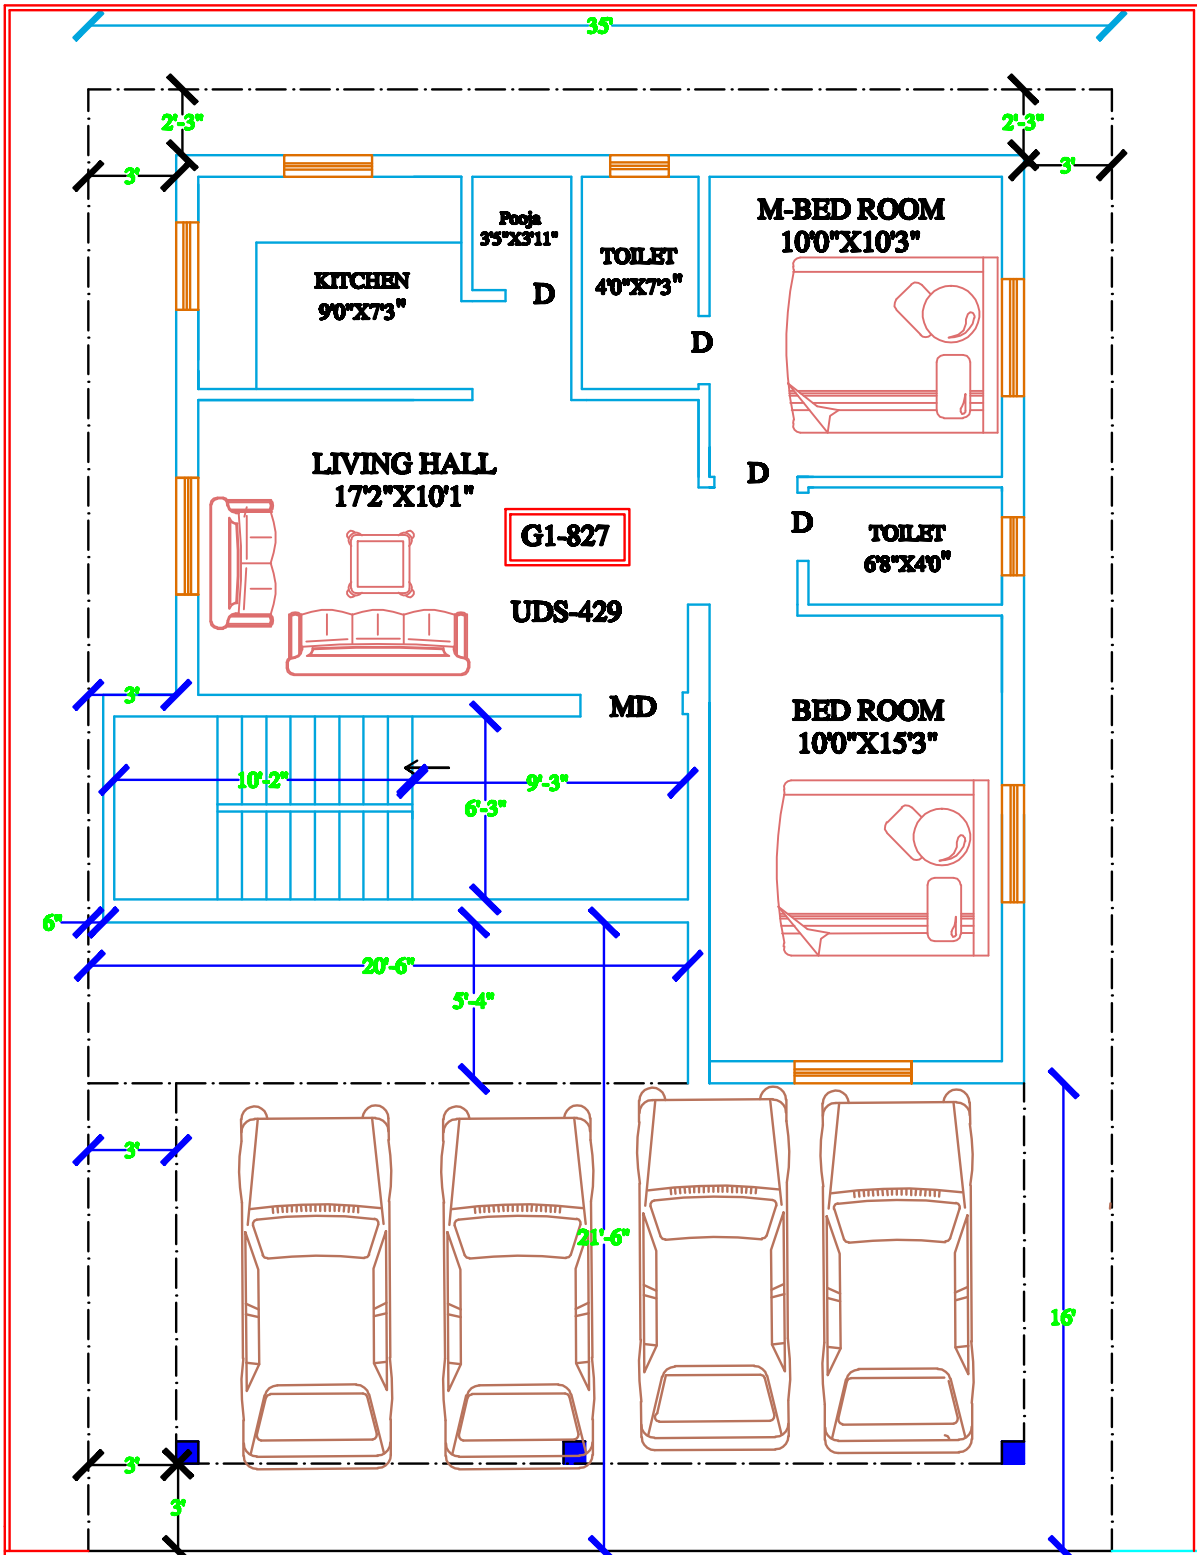 35'
2'-3"
2'-3"
3'
3'
M-BED ROOM
10'0"X10'3"
Pooja
3'5"X3'11"
TOILET
4'0"X7'3"
KITCHEN
9'0"X7'3"
D
D
LIVING HALL
17'2"X10'1"
D
D
G1-827
TOILET
6'8"X4'0"
UDS-429
3'
MD
BED ROOM
10'0"X15'3"
10'-2"
9'-3"
6'-3"
6"
20'-6"
5'-4"
3'
21'-6"
16'
3'
3'